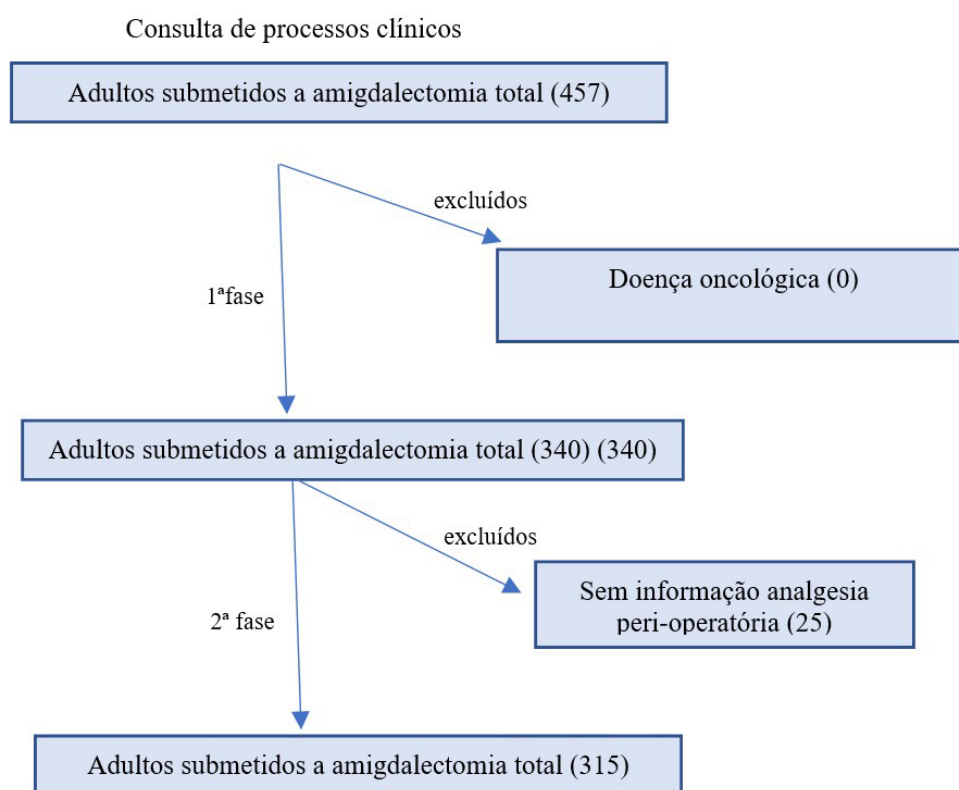 Consulta de processos clínicos
Adultos submetidos a amigdalectomia total (457)
excluídos
Doença oncológica (0)
1ªfase
Adultos submetidos a amigdalectomia total (340) (340)
excluídos
Sem informação analgesia
peri-operatória (25)
2ª fase
Adultos submetidos a amigdalectomia total (315)